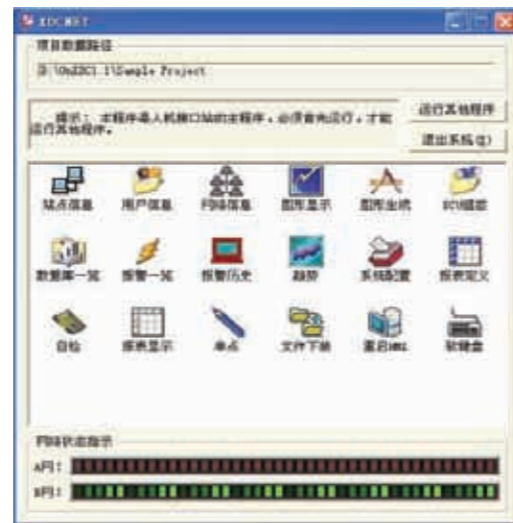 XDCNET
项目数据路径
D:\OnXDC1.1\Sample Project
提示：本程序是人机接口站的主程序，必须首先运行，才能
运行其他程序。
运行其他程序
退出系统(Q)
站点信息 用户信息 网络信息 图形显示 图形生成
数据库一览 报警一览 报警历史 趋势 系统配置 报表定义
自检 报表显示 单点 文件下装 重启HMI 软键盘
网络状态指示
A网：
B网：